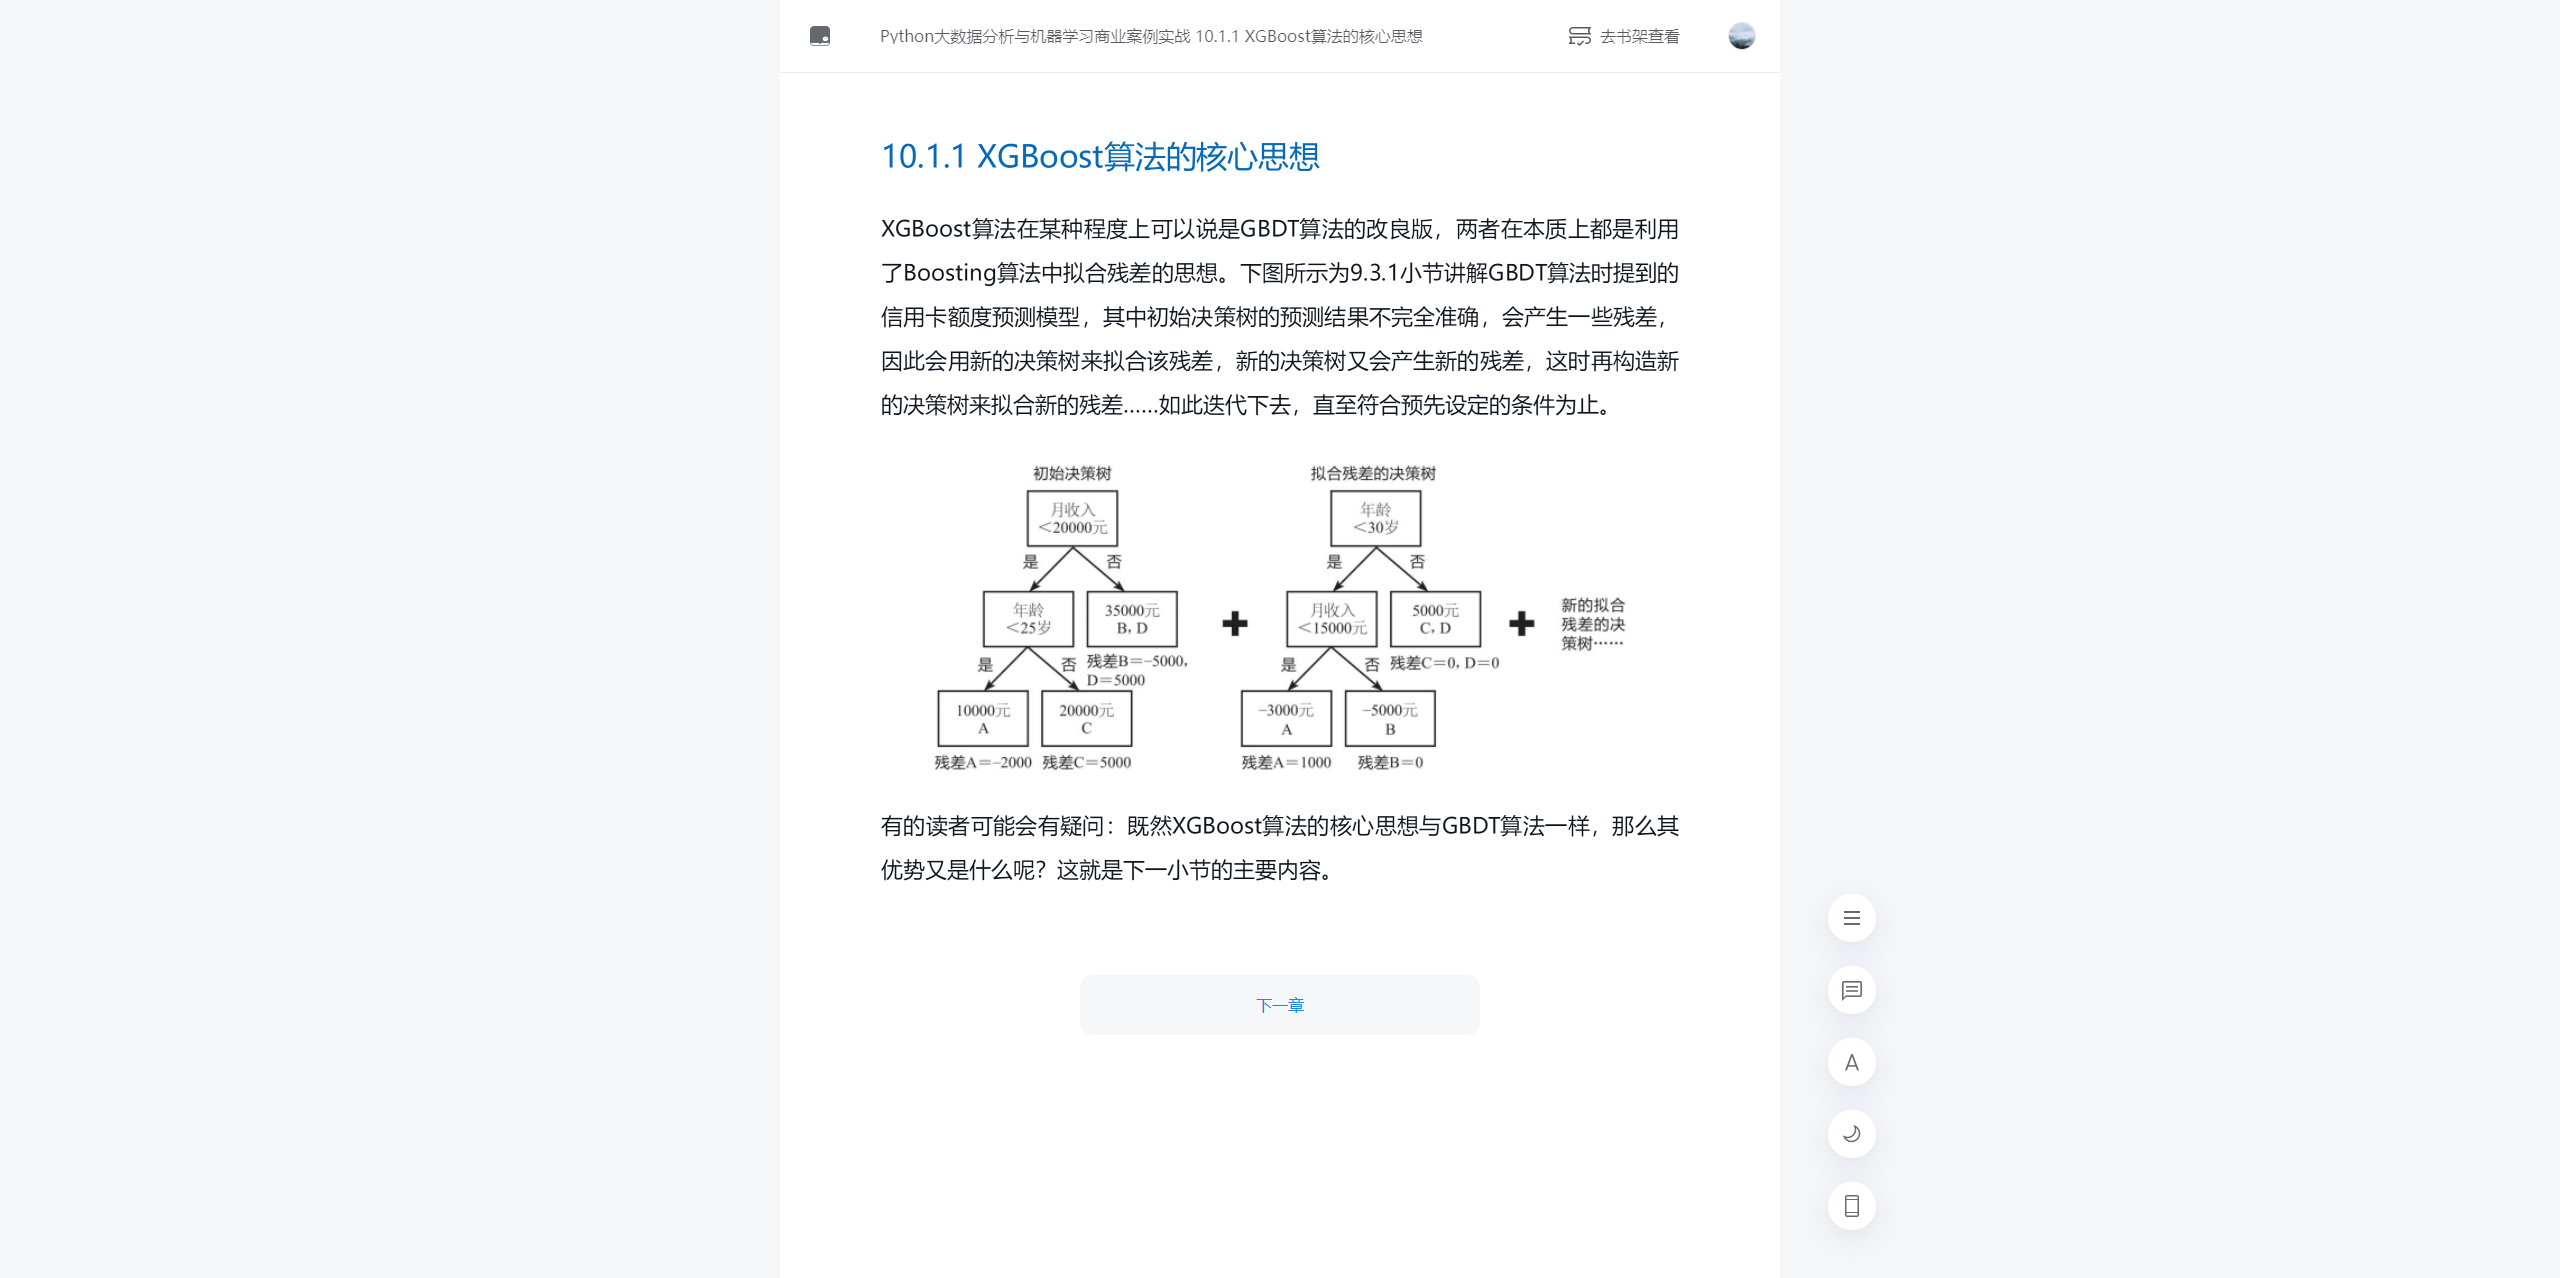 Python大数据分析与机器学习商业案例实战 10.1.1 XGBoost算法的核心思想
去书架查看
10.1.1 XGBoost算法的核心思想
XGBoost算法在某种程度上可以说是GBDT算法的改良版，两者在本质上都是利用
了Boosting算法中拟合残差的思想。下图所示为9.3.1小节讲解GBDT算法时提到的
信用卡额度预测模型，其中初始决策树的预测结果不完全准确，会产生一些残差，
因此会用新的决策树来拟合该残差，新的决策树又会产生新的残差，这时再构造新
的决策树来拟合新的残差……如此迭代下去，直至符合预先设定的条件为止。
初始决策树
月收入
＜20000元
是
否
年龄
＜25岁
35000元
B, D
是
否
残差B＝−5000,
D＝5000
10000元
A
20000元
C
残差A＝−2000
残差C＝5000
拟合残差的决策树
年龄
＜30岁
是
否
月收入
＜15000元
5000元
C, D
是
否
残差C＝0, D＝0
−3000元
A
−5000元
B
残差A＝1000
残差B＝0
新的拟合
残差的决
策树……
有的读者可能会有疑问：既然XGBoost算法的核心思想与GBDT算法一样，那么其
优势又是什么呢？这就是下一小节的主要内容。
下一章
A